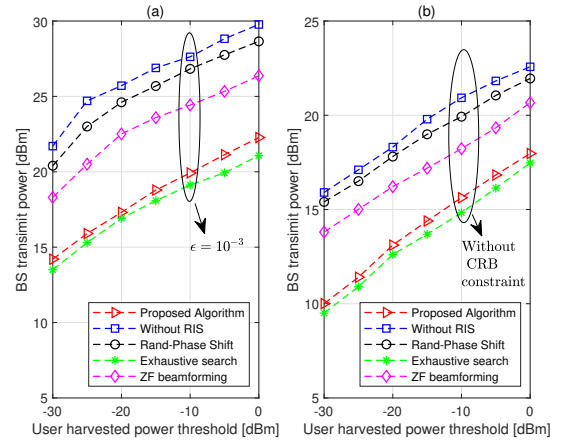 (a)
30
25
20
15
10
5
BS transimit power [dBm]
ϵ = 10⁻³
Proposed Algorithm
Without RIS
Rand-Phase Shift
Exhaustive search
ZF beamforming
-30
-20
-10
0
User harvested power threshold [dBm]
(b)
25
20
15
10
5
BS transimit power [dBm]
Without
CRB
constraint
Proposed Algorithm
Without RIS
Rand-Phase Shift
Exhaustive search
ZF beamforming
-30
-20
-10
0
User harvested power threshold [dBm]